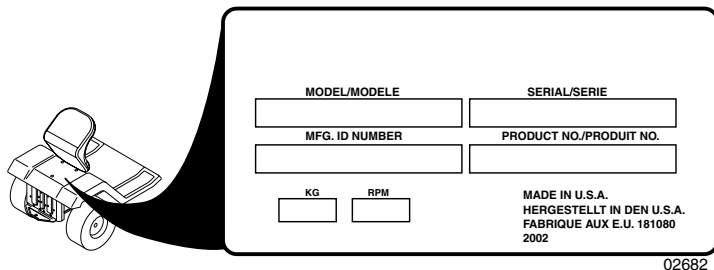 MODEL/MODELE SERIAL/SERIE
MFG. ID NUMBER PRODUCT NO./PRODUIT NO.
KG RPM
MADE IN U.S.A.
HERGESTELLT IN DEN U.S.A.
FABRIQUE AUX E.U. 181080
2002
02682